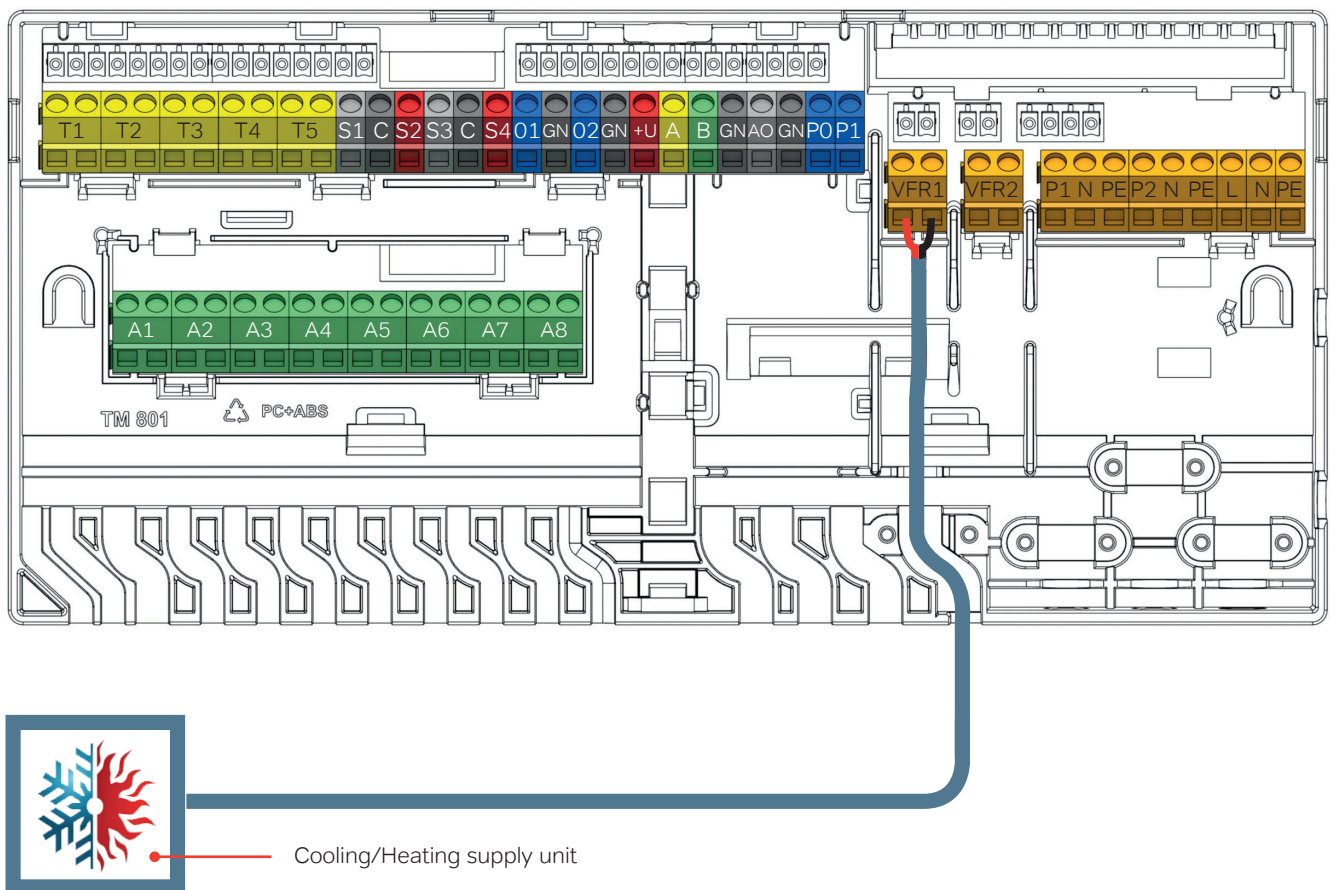 T1 T2 T3 T4 T5 S1 C S2 S3 C S4 01 GN 02 GN +U A B GN AO GN P0 P1
VFR1 VFR2 P1 N PE P2 N PE L N PE
A1 A2 A3 A4 A5 A6 A7 A8
TM 801 PC+ABS
Cooling/Heating supply unit